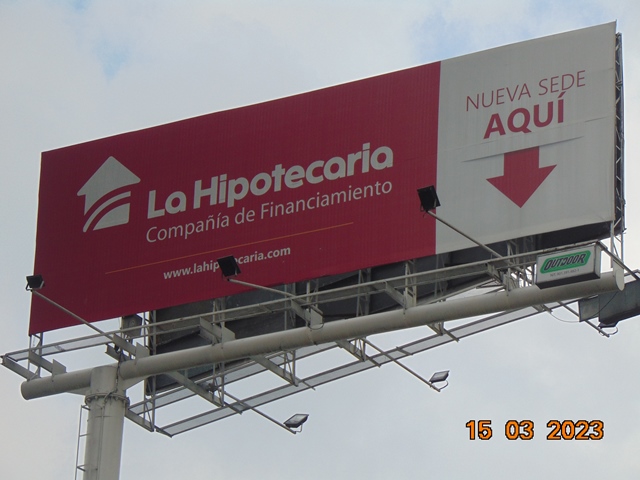 La Hipotecaria
Compañía de Financiamiento
www.lahipotecaria.com
NUEVA SEDE
AQUÍ
OUTDOOR
15 03 2023